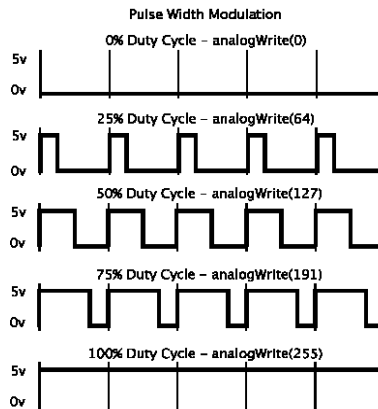 Pulse Width Modulation
0% Duty Cycle – analogWrite(0)
5v
0v
25% Duty Cycle – analogWrite(64)
5v
0v
50% Duty Cycle – analogWrite(127)
5v
0v
75% Duty Cycle – analogWrite(191)
5v
0v
100% Duty Cycle – analogWrite(255)
5v
0v